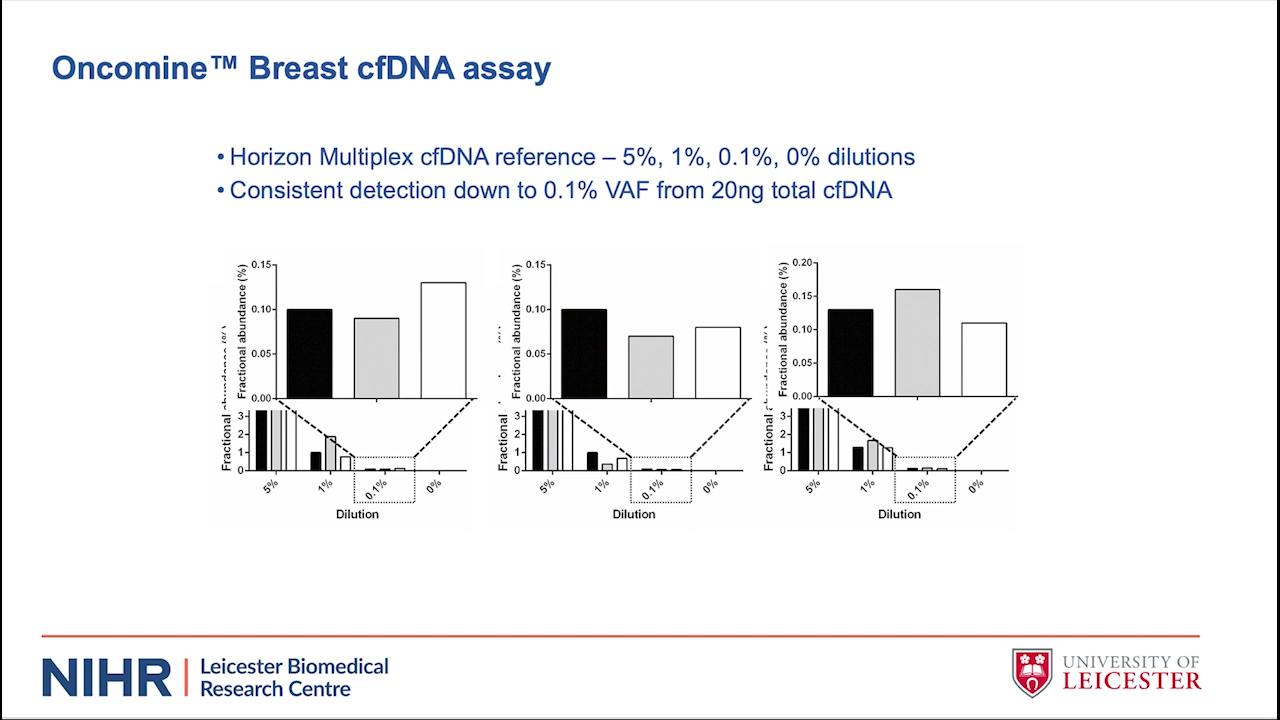 Oncomine™ Breast cfDNA assay
• Horizon Multiplex cfDNA reference – 5%, 1%, 0.1%, 0% dilutions
• Consistent detection down to 0.1% VAF from 20ng total cfDNA
Fractional abundance (%)
0.15
0.10
0.05
0.00
Fractional abundance (%)
3
2
1
0
5%
1%
0.1%
0%
Dilution
Fractional abundance (%)
0.15
0.10
0.05
0.00
Fractional
3
2
1
0
5%
1%
0.1%
0%
Dilution
Fractional abundance (%)
0.20
0.15
0.10
0.05
0.00
Fractional
3
2
1
0
5%
1%
0.1%
0%
Dilution
NIHR | Leicester Biomedical
Research Centre
UNIVERSITY OF
LEICESTER